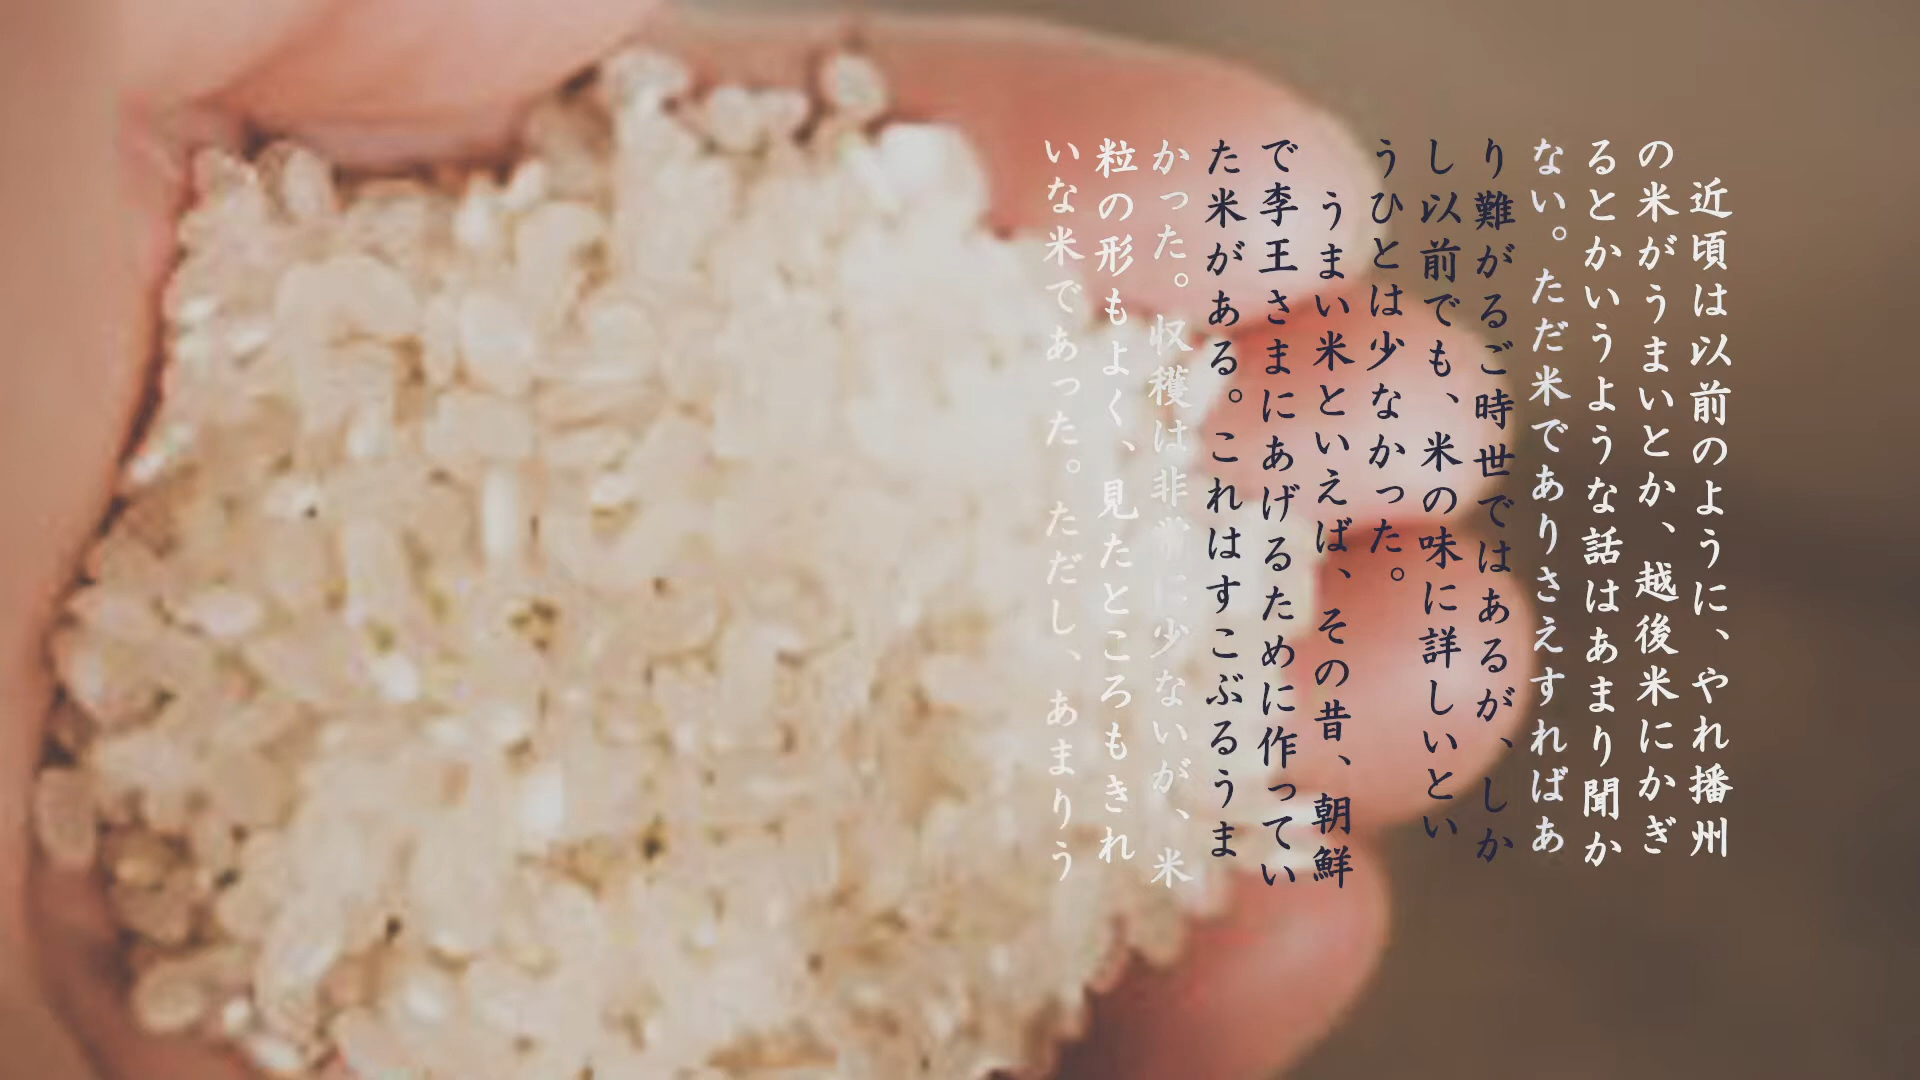 近頃は以前のように、やれ播州
の米がうまいとか、越後米にかぎ
るとかいうような話はあまり聞か
ない。ただ米でありさえすればあ
り難がるご時世ではあるが、しか
し以前でも、米の味に詳しいとい
うひとは少なかった。
うまい米といえば、その昔、朝鮮
で李王さまにあげるために作ってい
た米がある。これはすこぶるうま
かった。収穫は非常に少ないが、米
粒の形もよく、見たところもきれ
いな米であった。ただし、あまりう